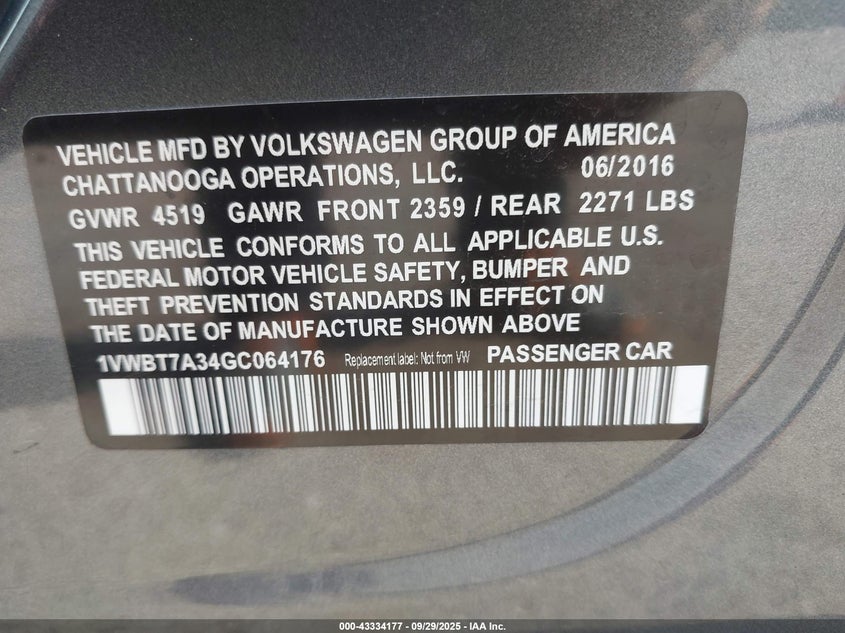 VEHICLE MFD BY VOLKSWAGEN GROUP OF AMERICA
CHATTANOOGA OPERATIONS, LLC. 06/2016
GVWR 4519 GAWR FRONT 2359 / REAR 2271 LBS
THIS VEHICLE CONFORMS TO ALL APPLICABLE U.S.
FEDERAL MOTOR VEHICLE SAFETY, BUMPER AND
THEFT PREVENTION STANDARDS IN EFFECT ON
THE DATE OF MANUFACTURE SHOWN ABOVE
1VWBT7A34GC064176 Replacement label: Not from VW PASSENGER CAR
000-43334177 - 09/29/2025 - IAA Inc.